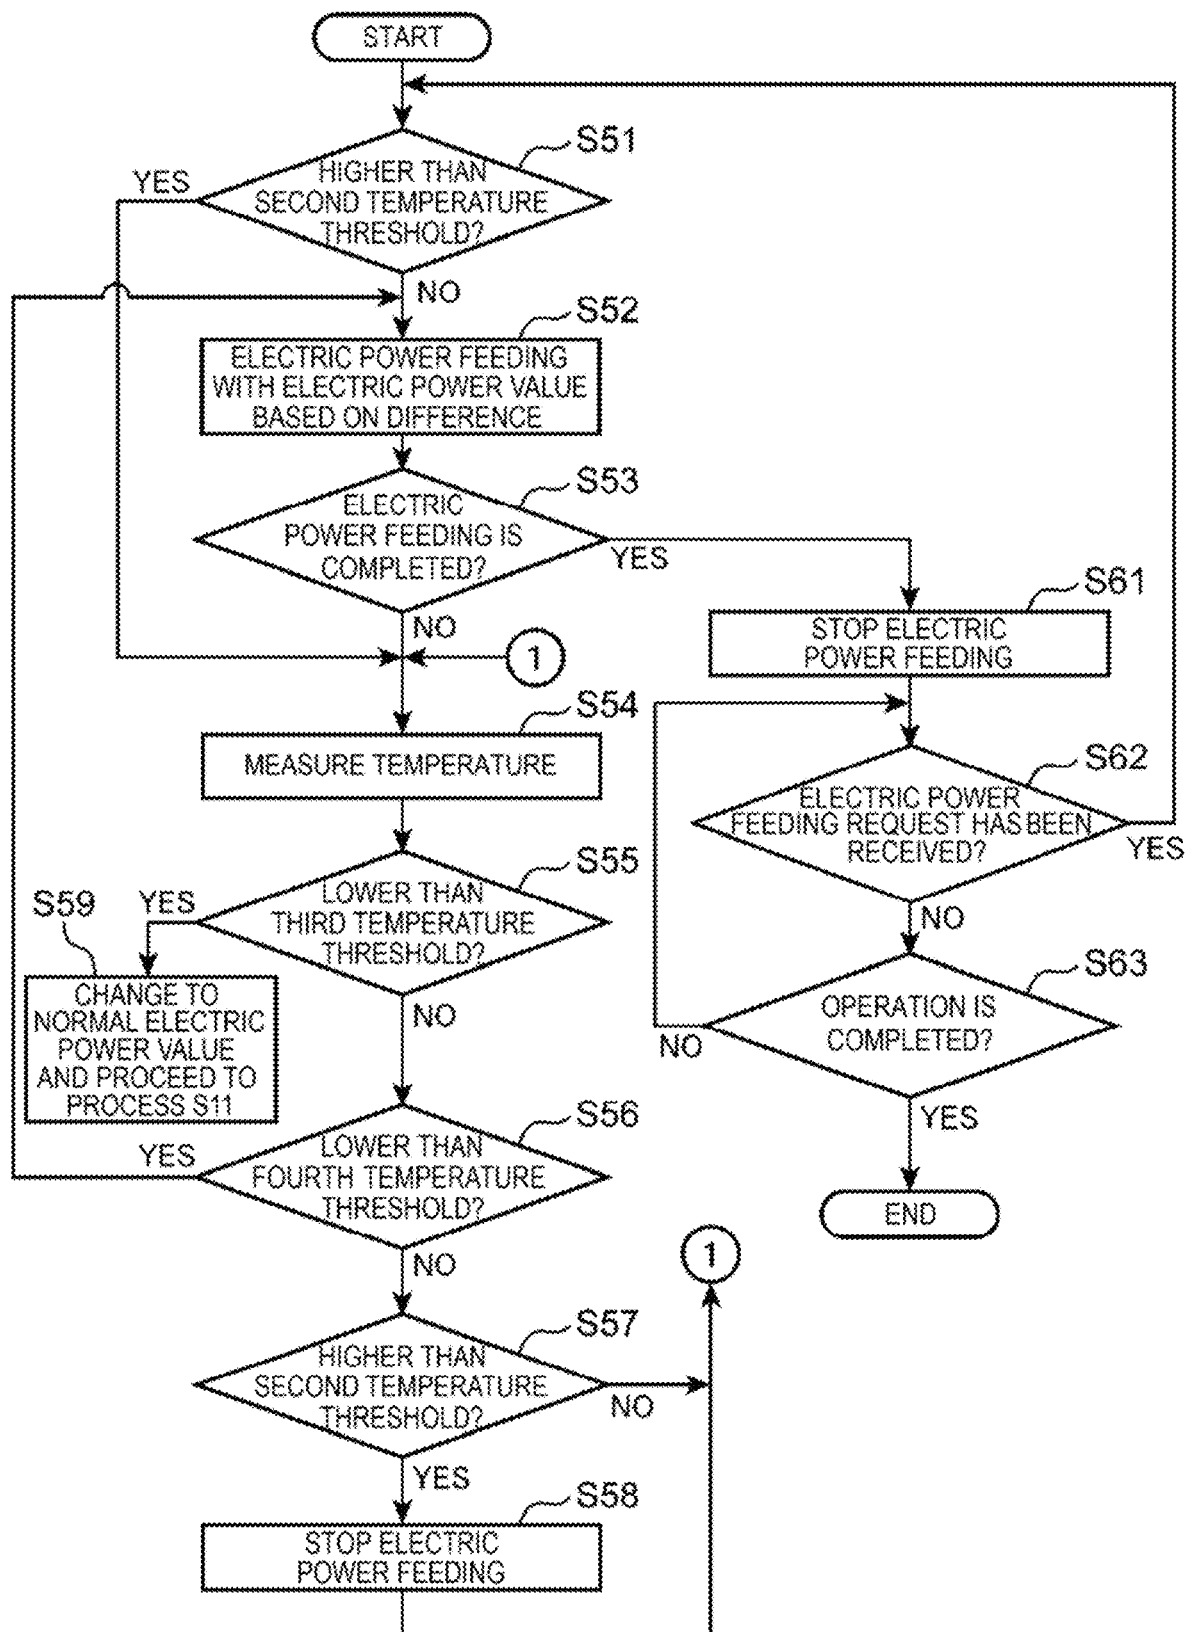 START
S51
HIGHER THAN
SECOND TEMPERATURE
THRESHOLD?
YES
NO
S52
ELECTRIC POWER FEEDING
WITH ELECTRIC POWER VALUE
BASED ON DIFFERENCE
S53
ELECTRIC
POWER FEEDING IS
COMPLETED?
YES
NO
1
S61
STOP ELECTRIC
POWER FEEDING
S54
MEASURE TEMPERATURE
S62
ELECTRIC POWER
FEEDING REQUEST HAS BEEN
RECEIVED?
YES
NO
S55
LOWER THAN
THIRD TEMPERATURE
THRESHOLD?
YES
NO
S59
CHANGE TO
NORMAL ELECTRIC
POWER VALUE
AND PROCEED TO
PROCESS S11
S63
OPERATION IS
COMPLETED?
NO
YES
END
S56
LOWER THAN
FOURTH TEMPERATURE
THRESHOLD?
YES
NO
1
S57
HIGHER THAN
SECOND TEMPERATURE
THRESHOLD?
NO
YES
S58
STOP ELECTRIC
POWER FEEDING